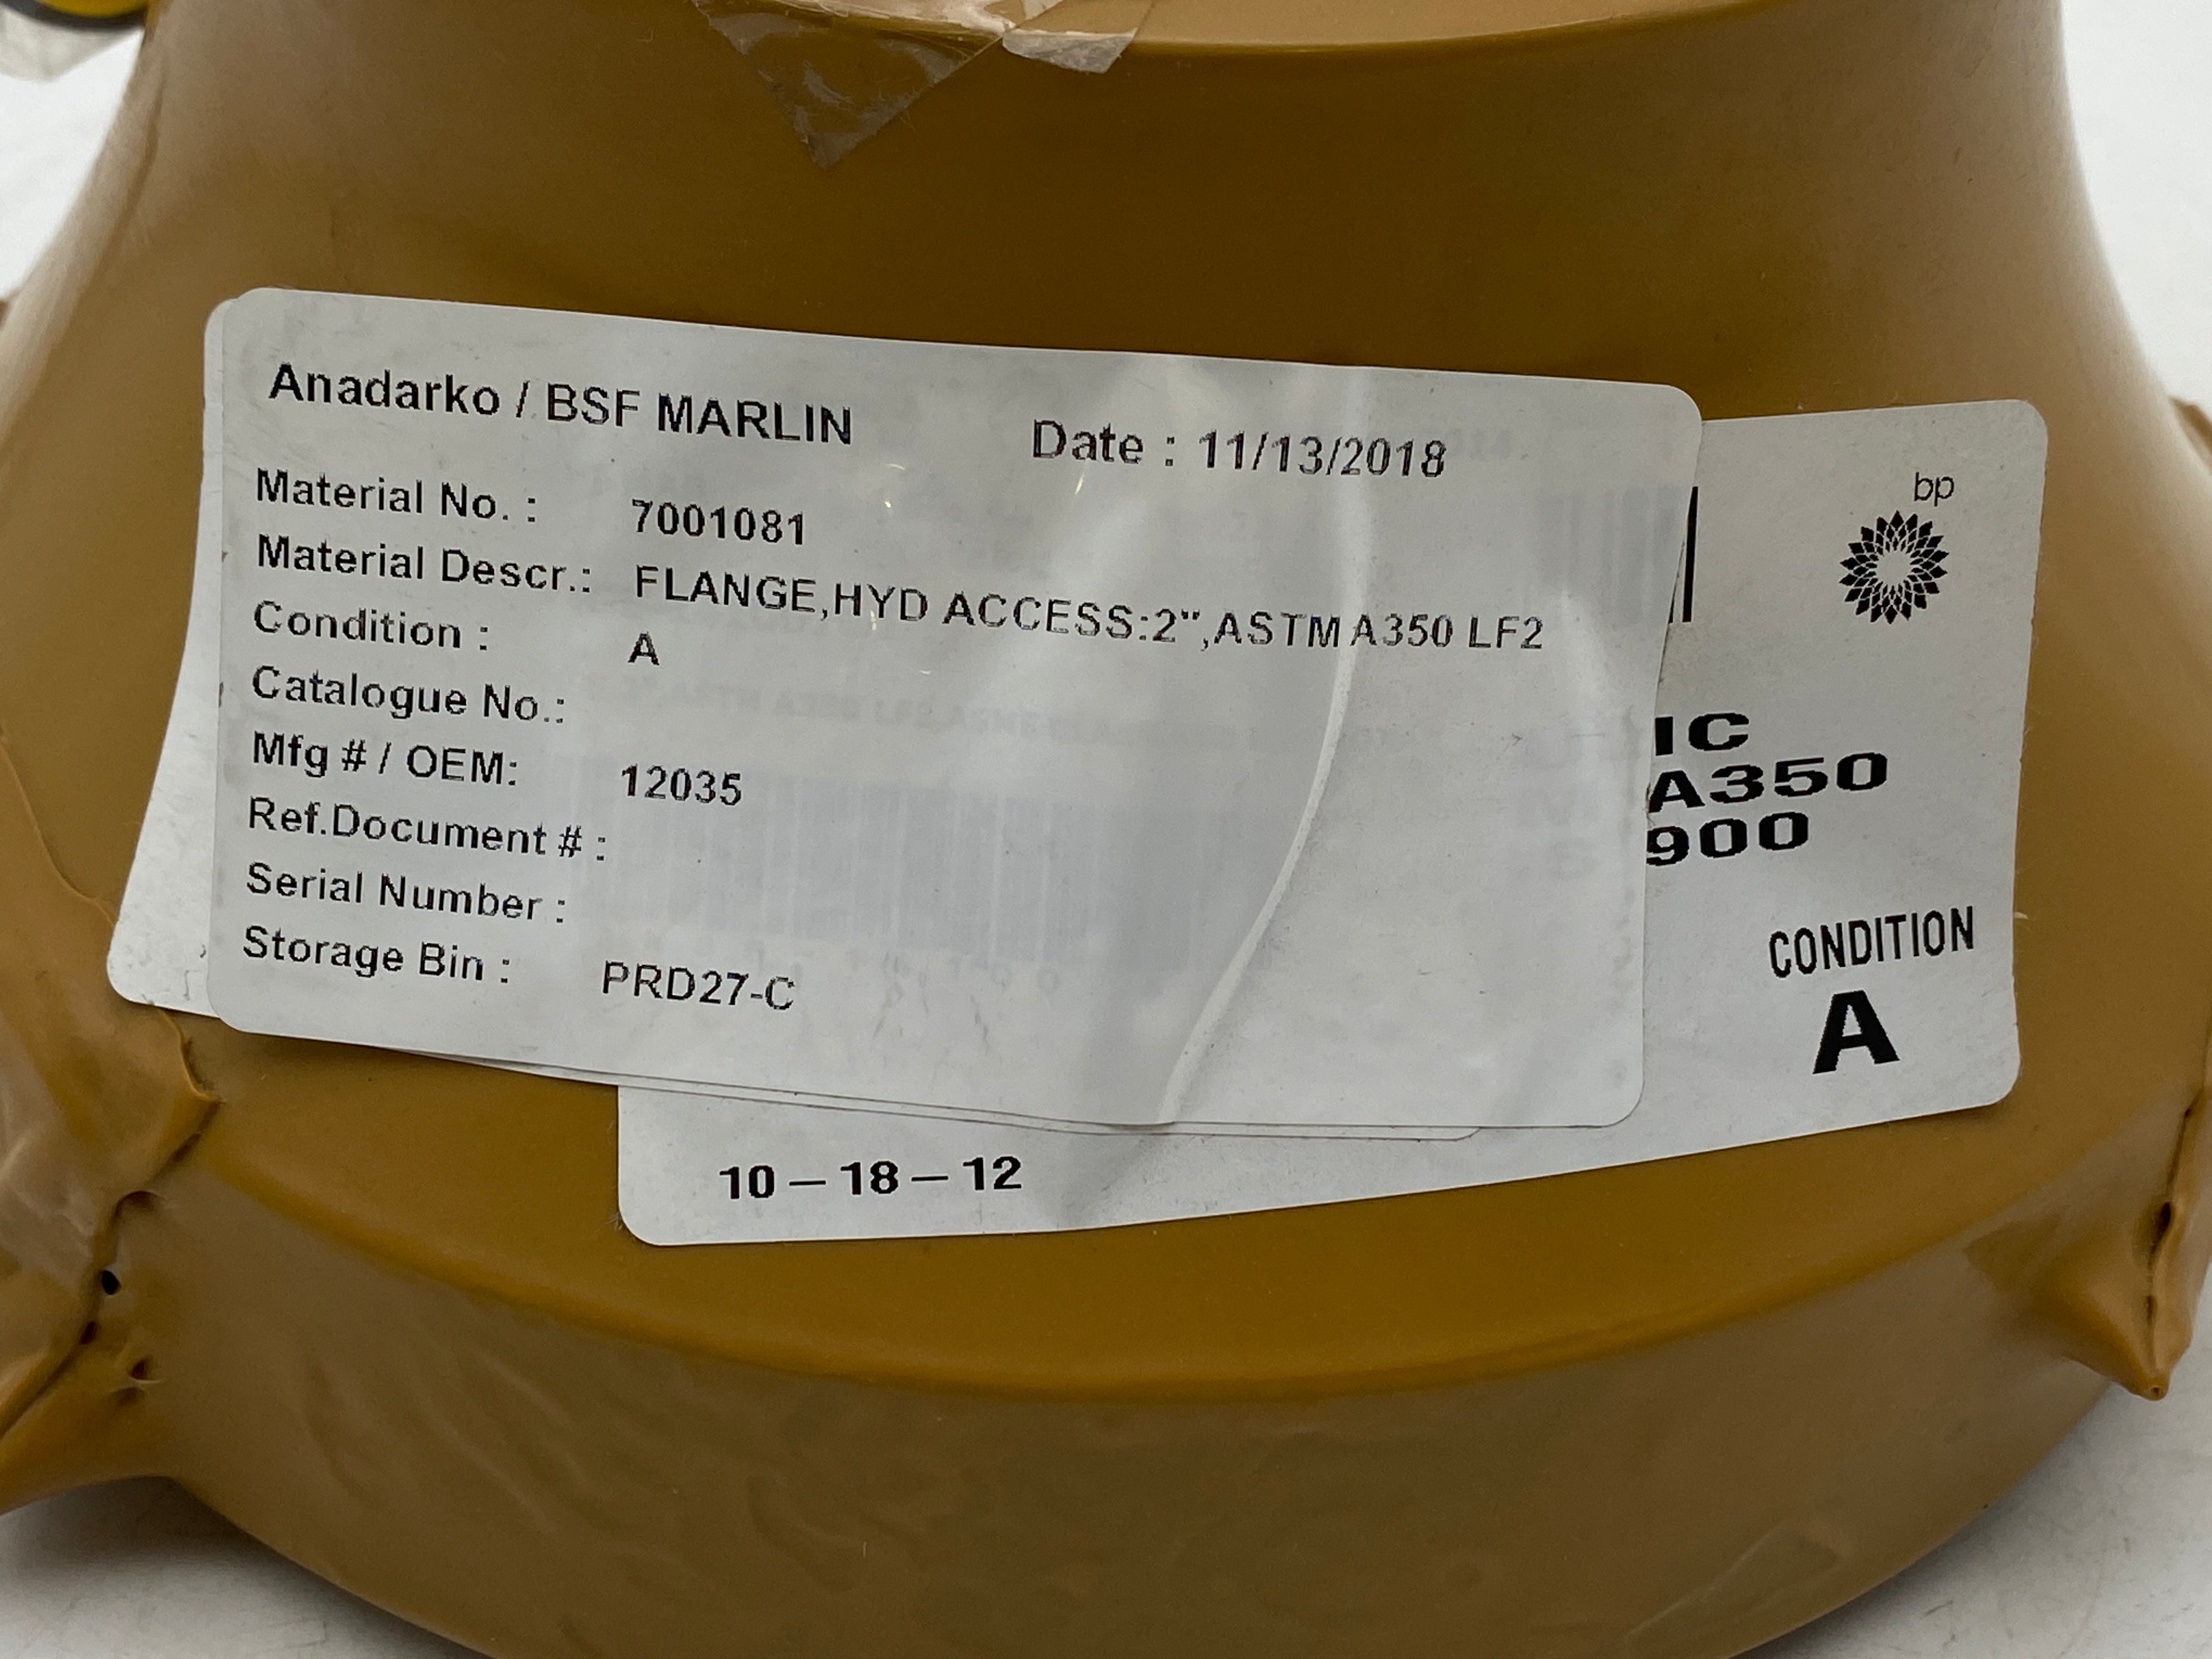 Anadarko / BSF MARLIN
Date : 11/13/2018
Material No. : 7001081
Material Descr.: FLANGE,HYD ACCESS:2",ASTM A350 LF2
Condition : A
Catalogue No.:
Mfg # / OEM: 12035
Ref.Document # :
Serial Number :
Storage Bin : PRD27-C
bp
IC
A350
900
CONDITION
A
10-18-12